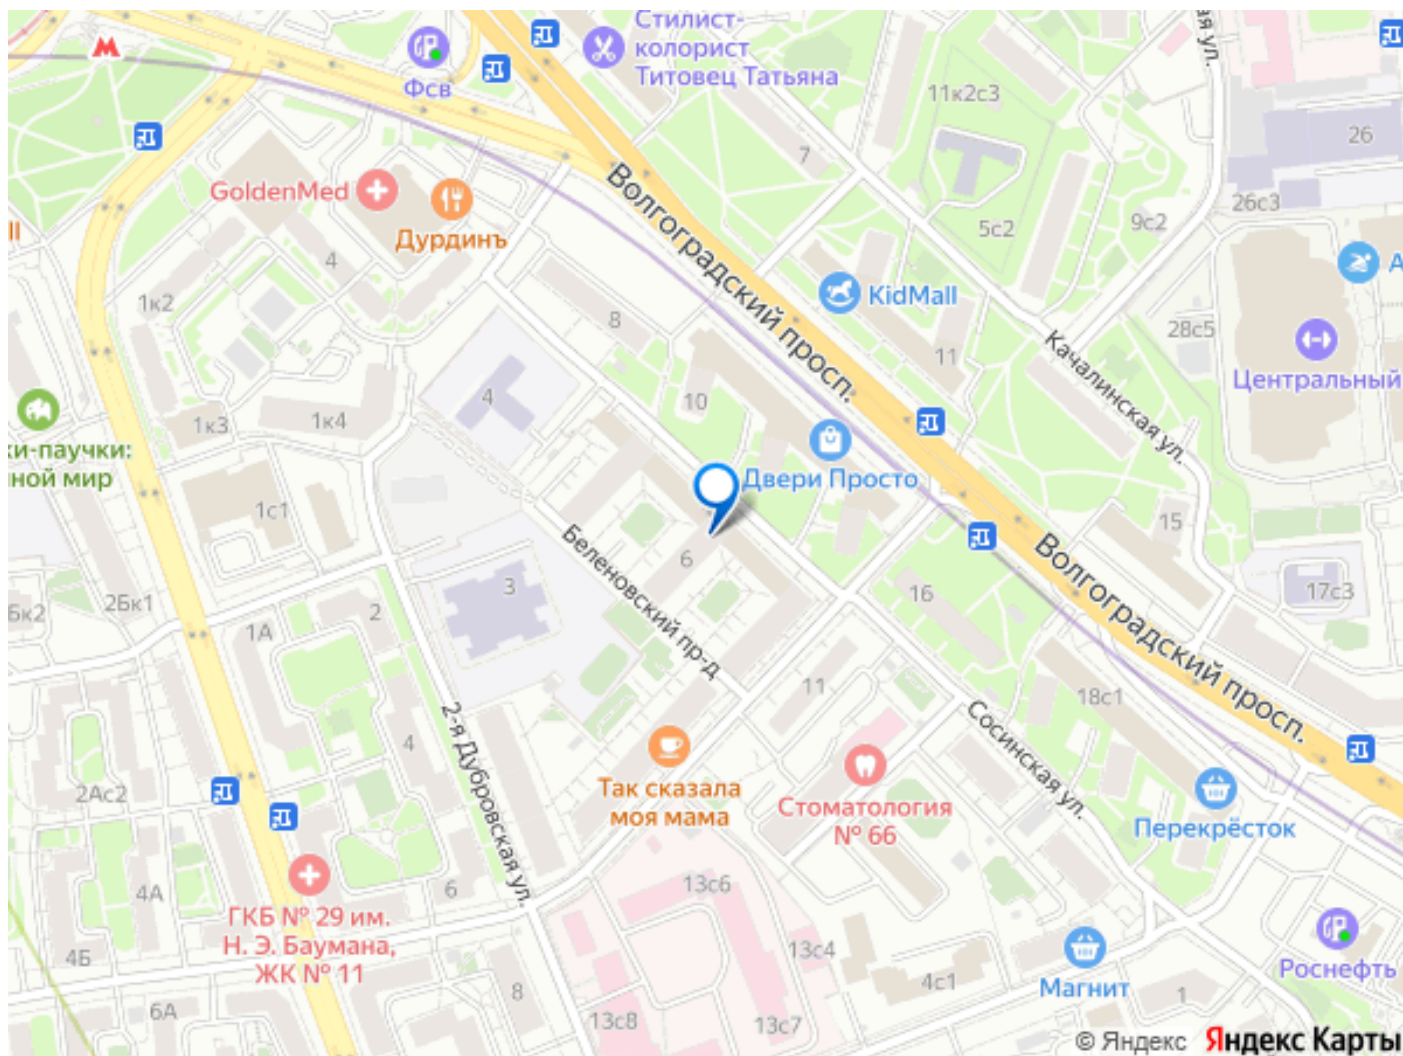 Стилист-
колорист
Титовец Татьяна
ая ул.
Фсв
11к2с3
26
7
GoldenMed
Дурдинъ
4
Волгоградский просп.
5с2
9с2
26с3
ll
А
1к2
KidMall
8
11
28с5
Качалинская ул.
Центральный
4
10
1к3
1к4
ки-паучки:
ной мир
Двери Просто
1с1
15
Беленовский пр-д
6
Волгоградский просп.
3
16
17с3
2Бк1
5к2
2
1А
11
18с1
2-я Дубровская ул.
Сосинская ул.
4
Так сказала
моя мама
Стоматология
№ 66
Перекрёсток
2Ас2
4А
6
13с6
ГКБ № 29 им.
Н. Э. Баумана,
ЖК № 11
4Б
13с4
Роснефть
4с1
Магнит
1
8
6А
13с8
13с7
© Яндекс Яндекс Карты